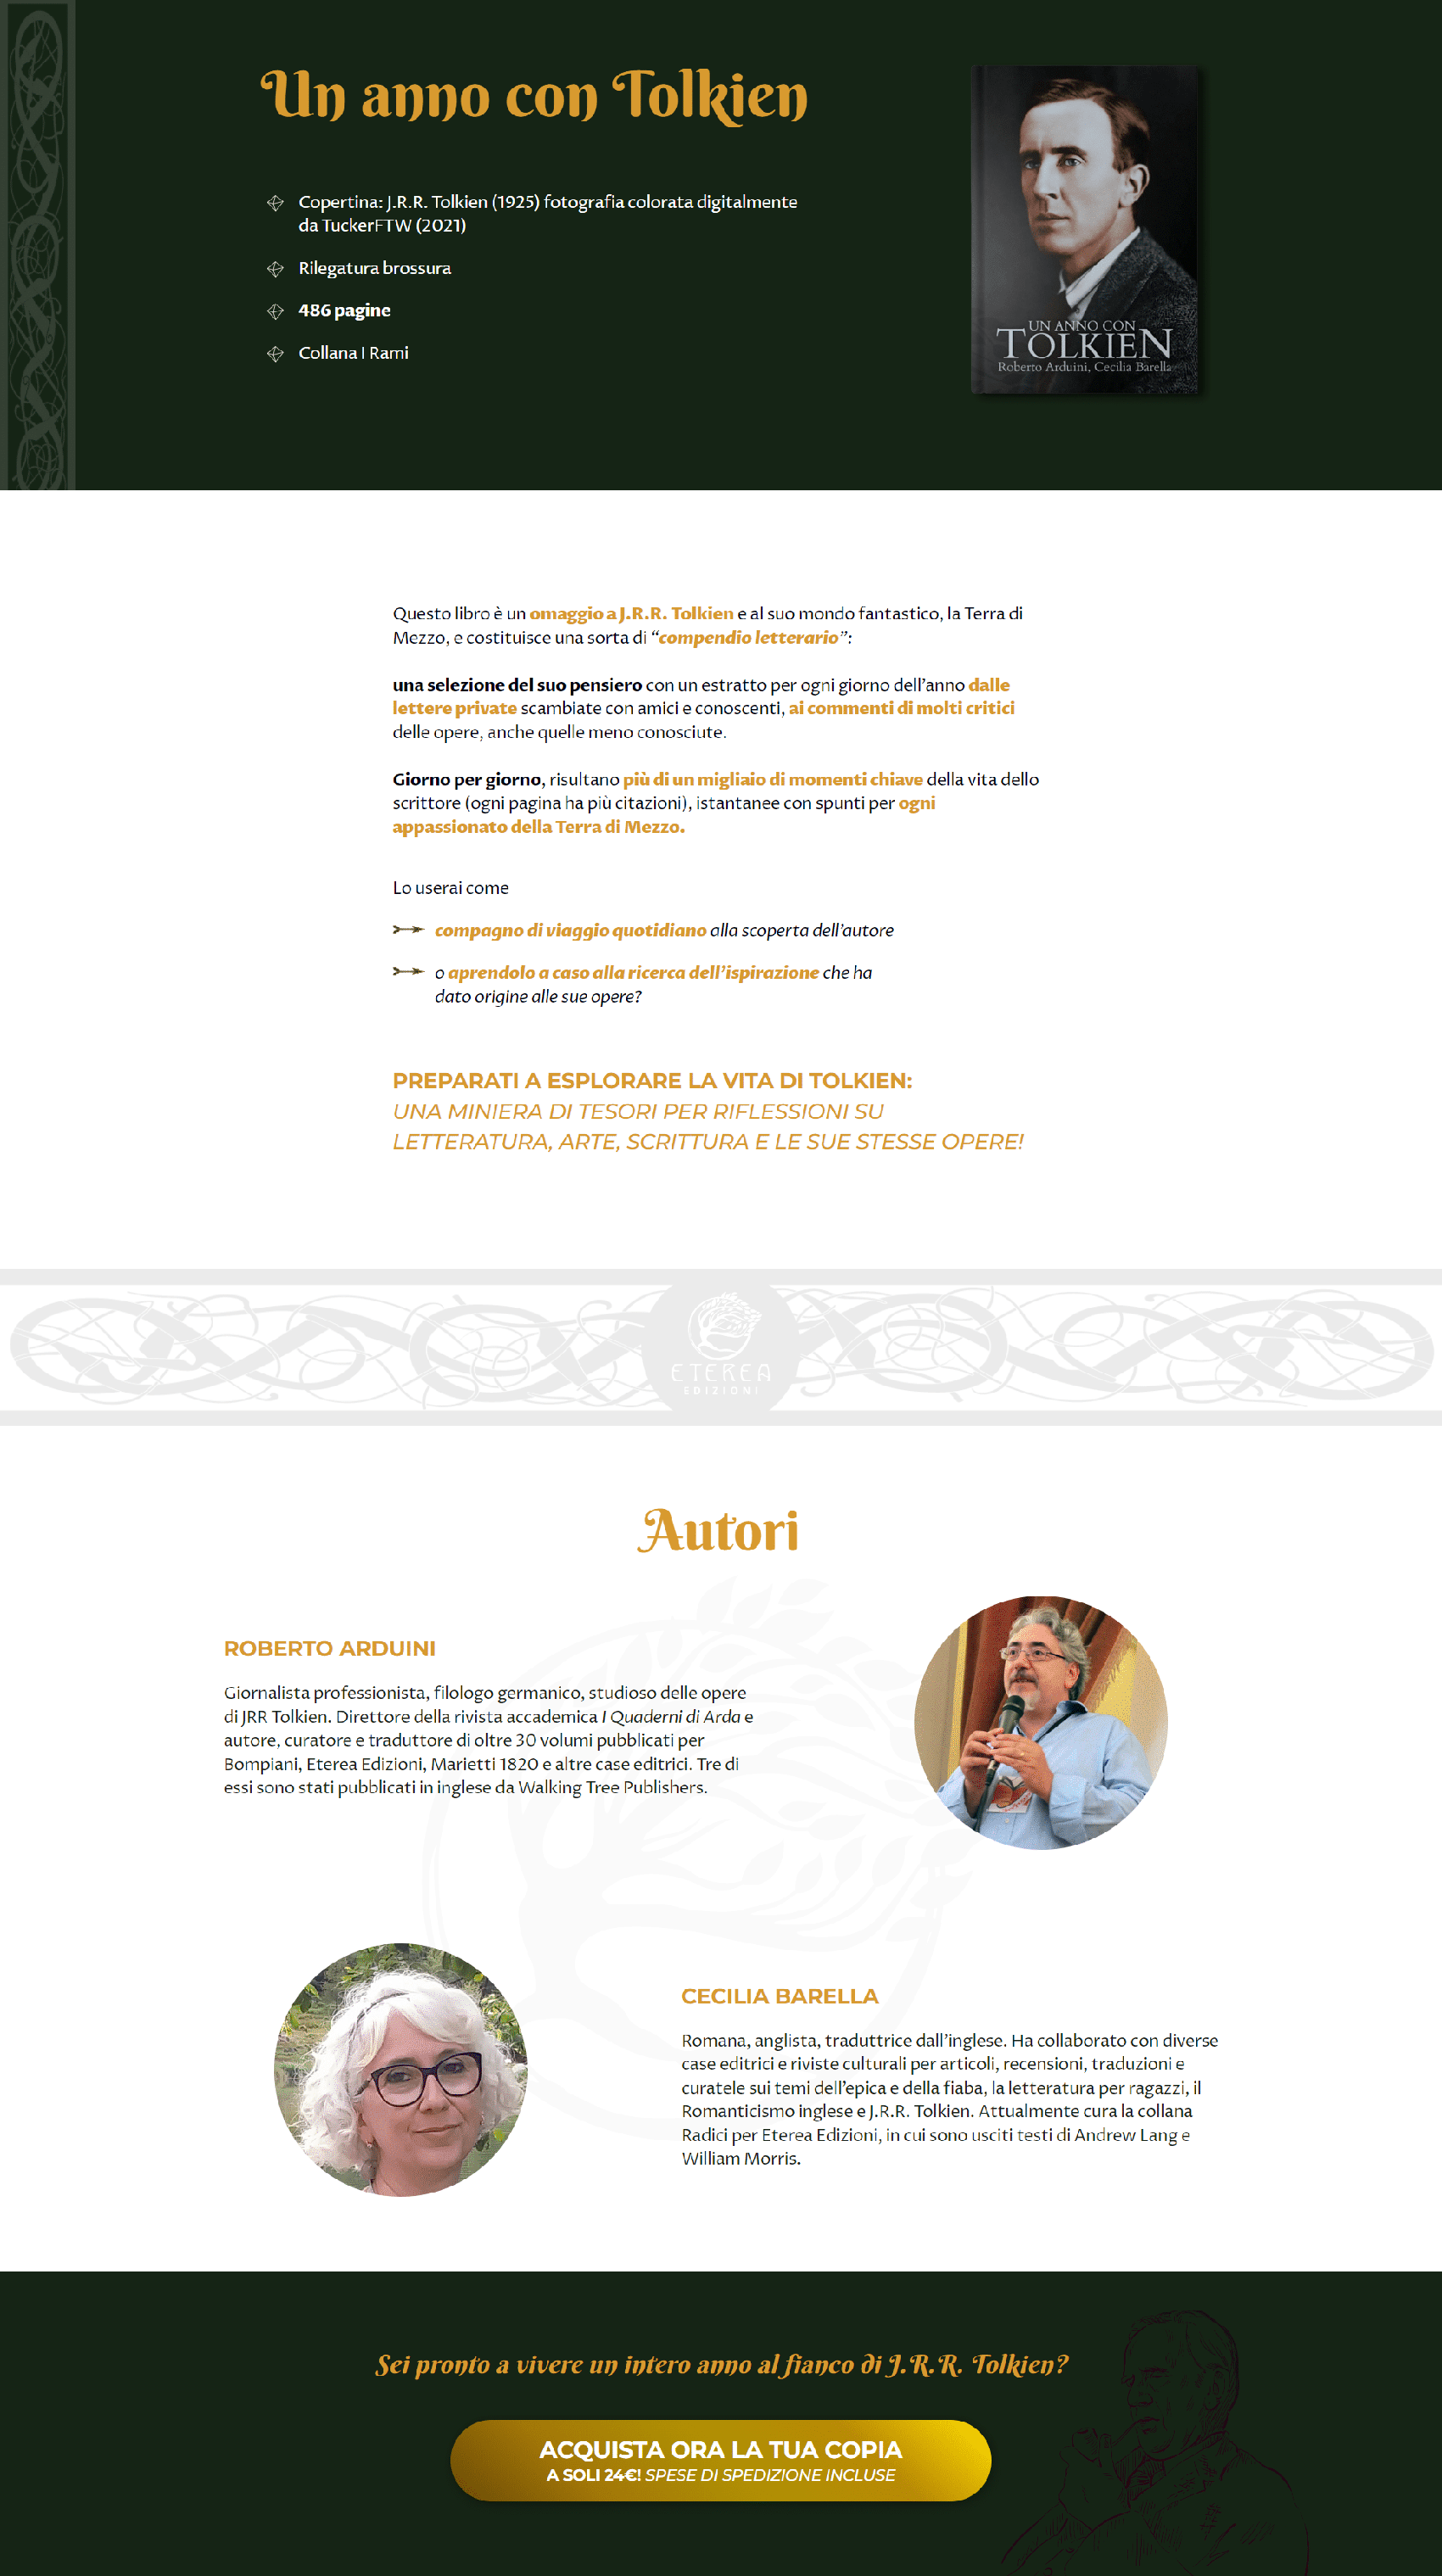 Un anno con Tolkien
Copertina: J.R.R. Tolkien (1925) fotografia colorata digitalmente
da TuckerFTW (2021)
Rilegatura brossura
486 pagine
Collana I Rami
UN ANNO CON
TOLKIEN
Roberto Arduini, Cecilia Barella
Questo libro è un omaggio a J.R.R. Tolkien e al suo mondo fantastico, la Terra di
Mezzo, e costituisce una sorta di “compendio letterario”:
una selezione del suo pensiero con un estratto per ogni giorno dell’anno dalle
lettere private scambiate con amici e conoscenti, ai commenti di molti critici
delle opere, anche quelle meno conosciute.
Giorno per giorno, risultano più di un migliaio di momenti chiave della vita dello
scrittore (ogni pagina ha più citazioni), istantanee con spunti per ogni
appassionato della Terra di Mezzo.
Lo userai come
compagno di viaggio quotidiano alla scoperta dell’autore
o aprendolo a caso alla ricerca dell’ispirazione che ha
dato origine alle sue opere?
PREPARATI A ESPLORARE LA VITA DI TOLKIEN:
UNA MINIERA DI TESORI PER RIFLESSIONI SU
LETTERATURA, ARTE, SCRITTURA E LE SUE STESSE OPERE!
ETEREA
EDIZIONI
Autori
ROBERTO ARDUINI
Giornalista professionista, filologo germanico, studioso delle opere
di JRR Tolkien. Direttore della rivista accademica I Quaderni di Arda e
autore, curatore e traduttore di oltre 30 volumi pubblicati per
Bompiani, Eterea Edizioni, Marietti 1820 e altre case editrici. Tre di
essi sono stati pubblicati in inglese da Walking Tree Publishers.
CECILIA BARELLA
Romana, anglista, traduttrice dall’inglese. Ha collaborato con diverse
case editrici e riviste culturali per articoli, recensioni, traduzioni e
curatele sui temi dell’epica e della fiaba, la letteratura per ragazzi, il
Romanticismo inglese e J.R.R. Tolkien. Attualmente cura la collana
Radici per Eterea Edizioni, in cui sono usciti testi di Andrew Lang e
William Morris.
Sei pronto a vivere un intero anno al fianco di J.R.R. Tolkien?
ACQUISTA ORA LA TUA COPIA
A SOLI 24€! SPESE DI SPEDIZIONE INCLUSE